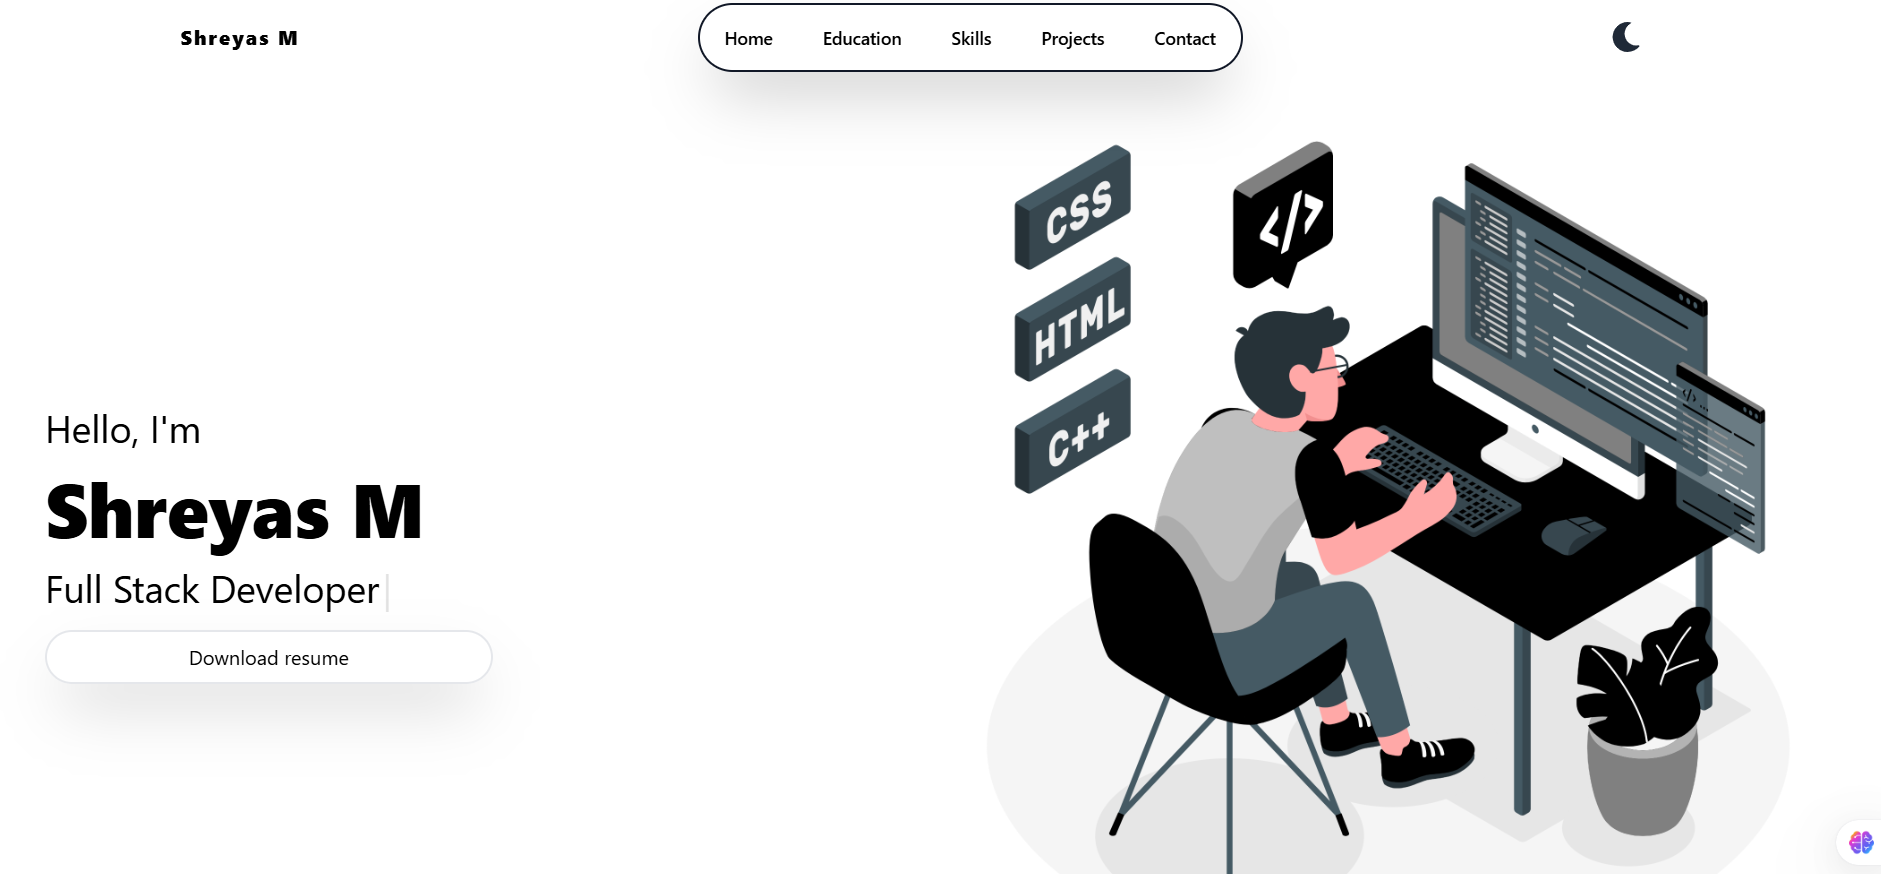 Shreyas M
Home Education Skills Projects Contact
CSS
</>
HTML
C++
Hello, I'm
Shreyas M
Full Stack Developer
Download resume